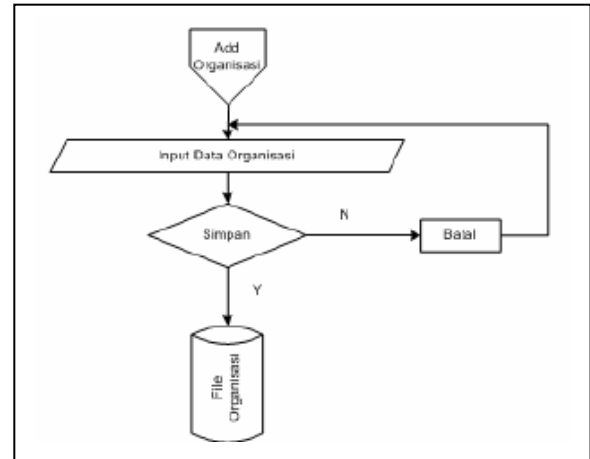 Add
Organisasi
Input Data Organisasi
Simpan
N
Batal
Y
File
Organisasi